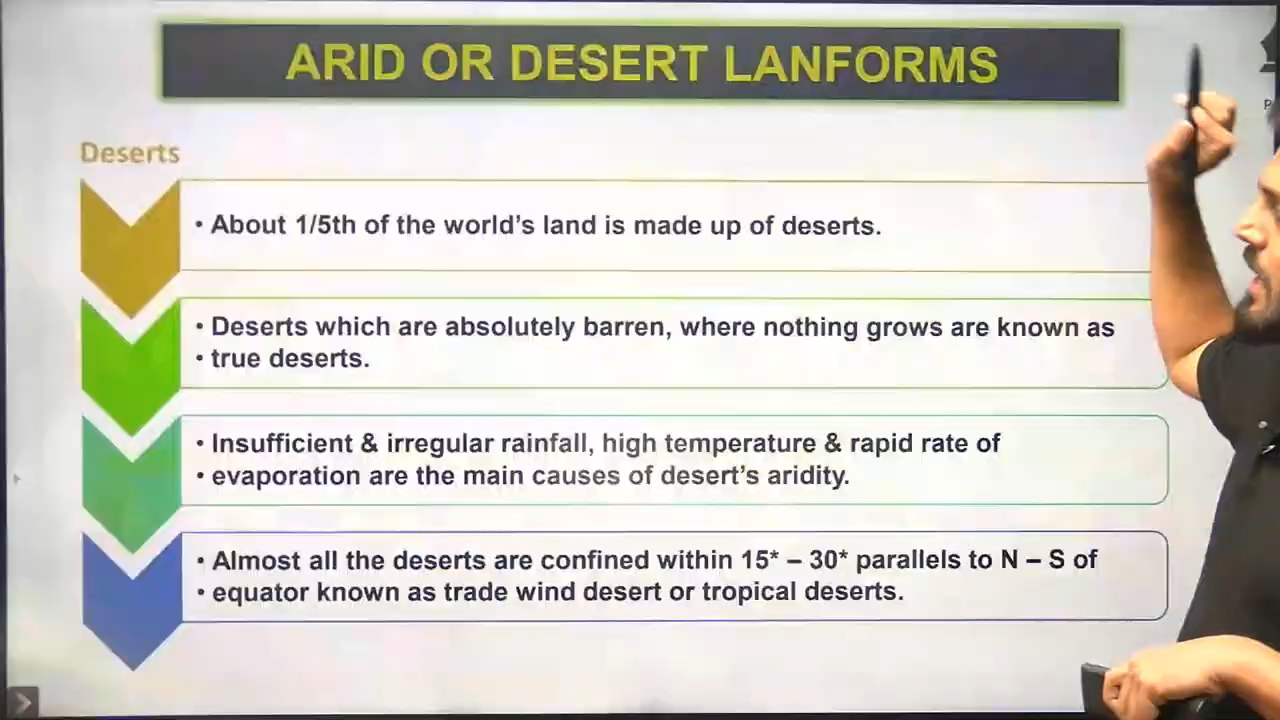 ARID OR DESERT LANFORMS
Deserts
• About 1/5th of the world's land is made up of deserts.
• Deserts which are absolutely barren, where nothing grows are known as
• true deserts.
• Insufficient & irregular rainfall, high temperature & rapid rate of
• evaporation are the main causes of desert's aridity.
• Almost all the deserts are confined within 15* – 30* parallels to N – S of
• equator known as trade wind desert or tropical deserts.